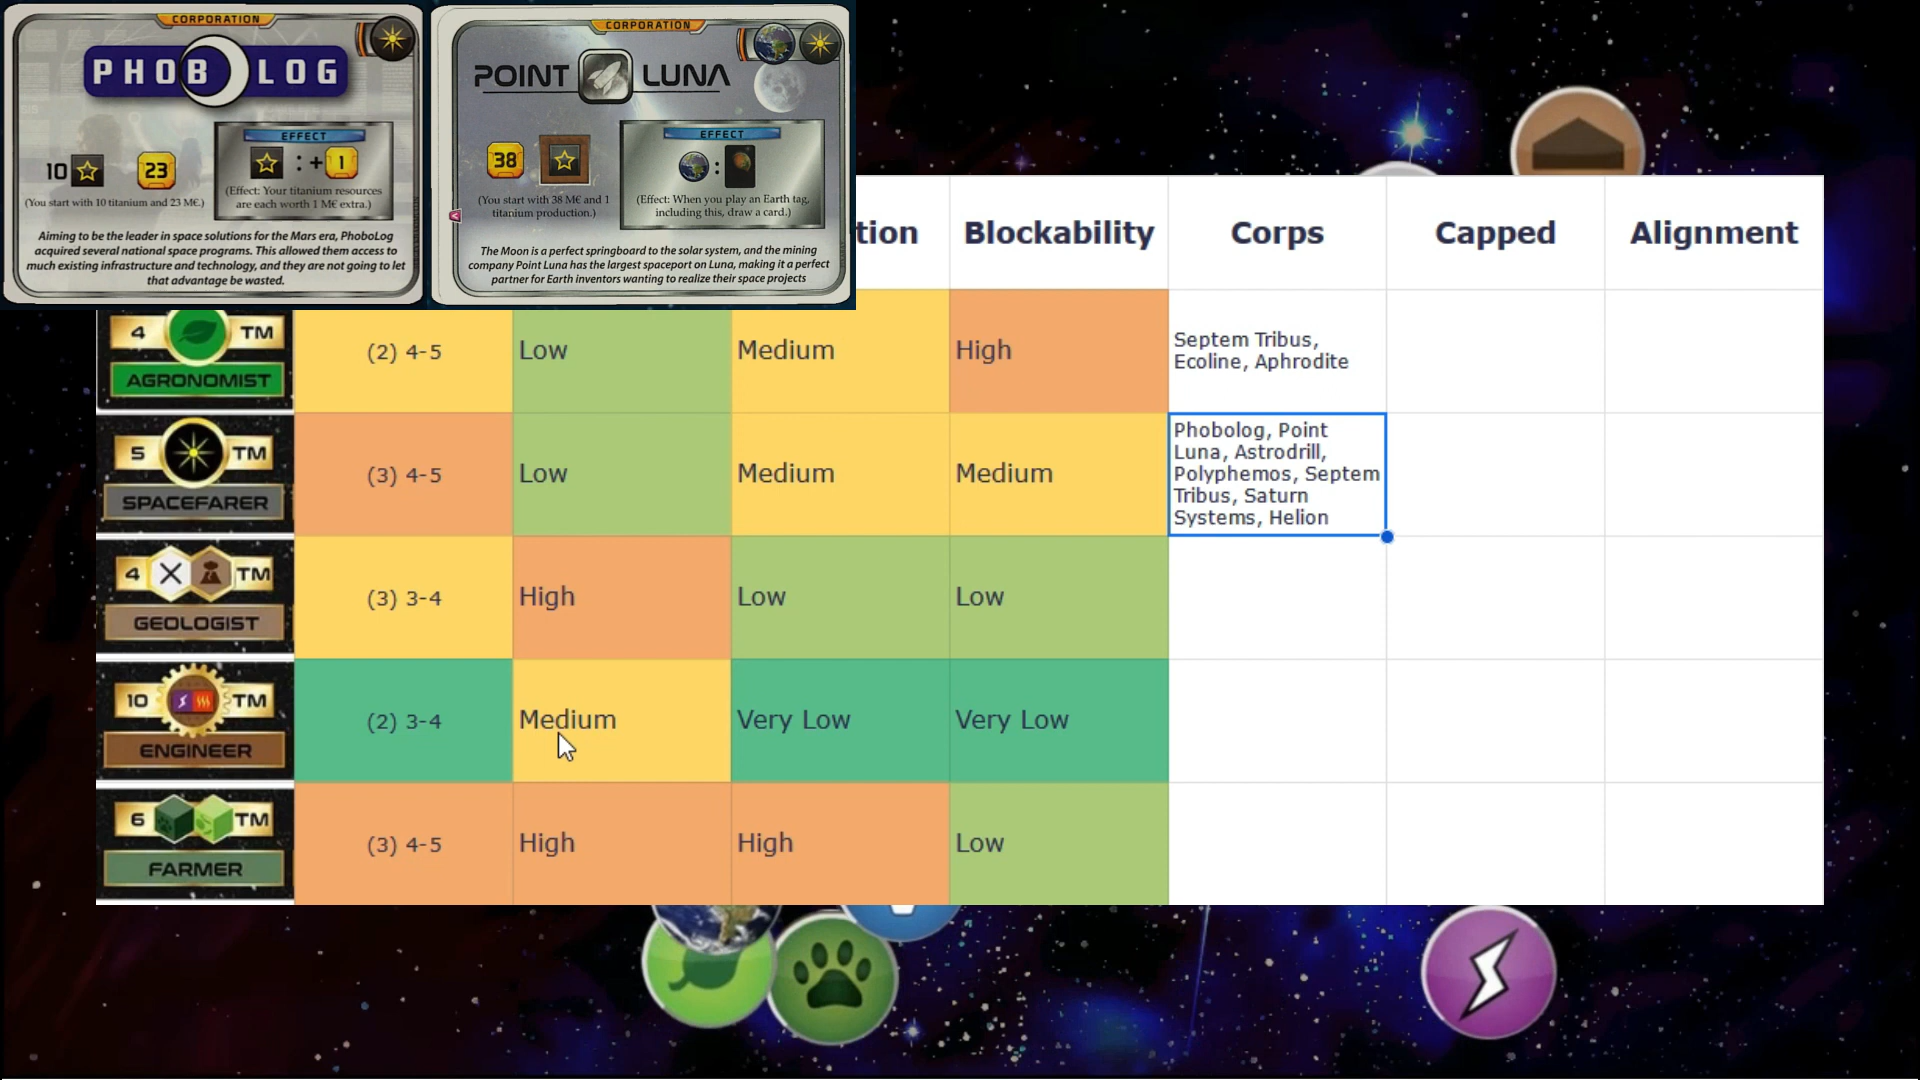 CORPORATION
PHOBOLOG
10
23
EFFECT
: + 1
(You start with 10 titanium and 23 M€.)
(Effect: Your titanium resources
are each worth 1 M€ extra.)
Aiming to be the leader in space solutions for the Mars era, PhoboLog
acquired several national space programs. This allowed them access to
much existing infrastructure and technology, and they are not going to let
that advantage be wasted.
CORPORATION
POINT LUNA
38
EFFECT
:
(You start with 38 M€ and 1
titanium production.)
(Effect: When you play an Earth tag,
including this, draw a card.)
The Moon is a perfect springboard to the solar system, and the mining
company Point Luna has the largest spaceport on Luna, making it a perfect
partner for Earth inventors wanting to realize their space projects
tion Blockability Corps Capped Alignment
4 TM
AGRONOMIST
(2) 4-5
Low
Medium
High
Septem Tribus,
Ecoline, Aphrodite
5 TM
SPACEFARER
(3) 4-5
Low
Medium
Medium
Phobolog, Point
Luna, Astrodrill,
Polyphemos, Septem
Tribus, Saturn
Systems, Helion
4 TM
GEOLOGIST
(3) 3-4
High
Low
Low
10 TM
ENGINEER
(2) 3-4
Medium
Very Low
Very Low
6 TM
FARMER
(3) 4-5
High
High
Low